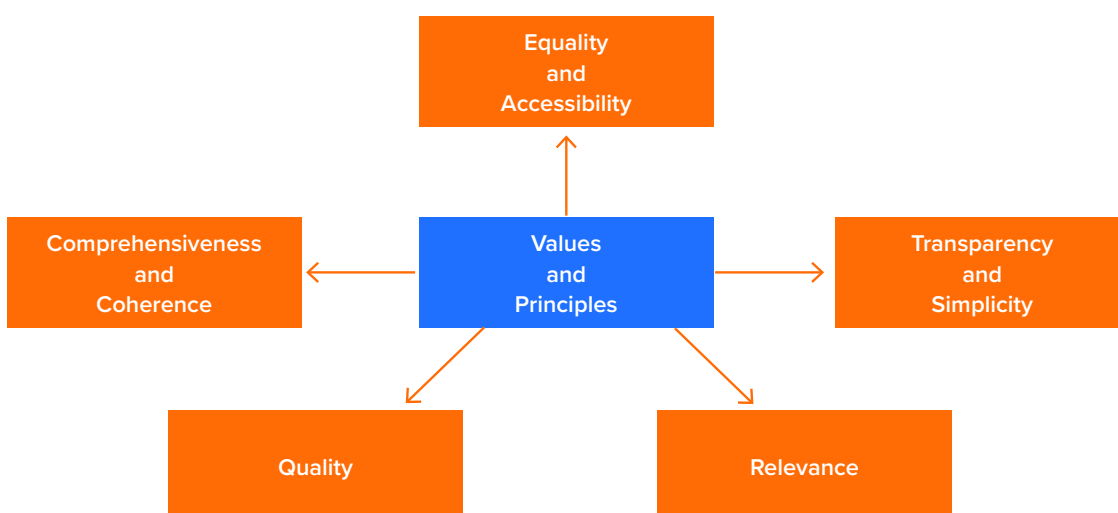 Equality
and
Accessibility
Comprehensiveness
and
Coherence
Values
and
Principles
Transparency
and
Simplicity
Quality
Relevance